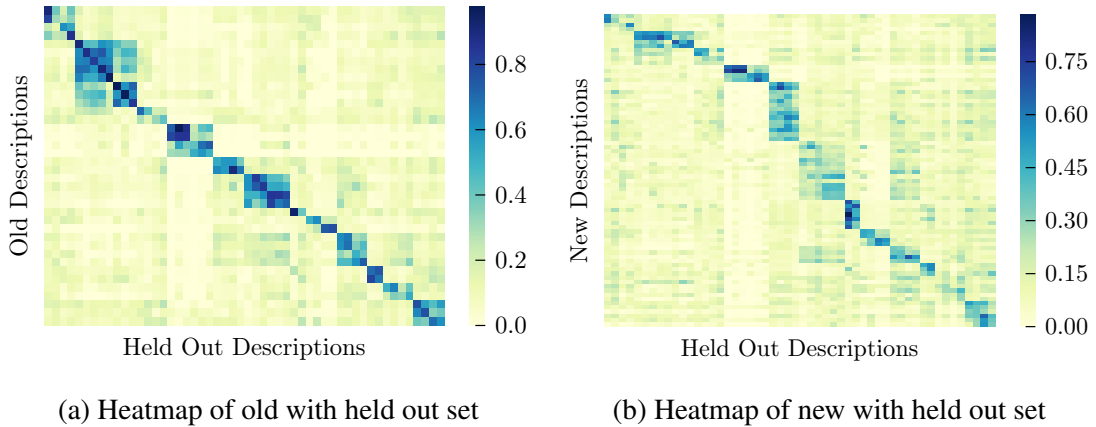 Old Descriptions
0.8
0.6
0.4
0.2
0.0
Held Out Descriptions
(a) Heatmap of old with held out set
New Descriptions
0.75
0.60
0.45
0.30
0.15
0.00
Held Out Descriptions
(b) Heatmap of new with held out set